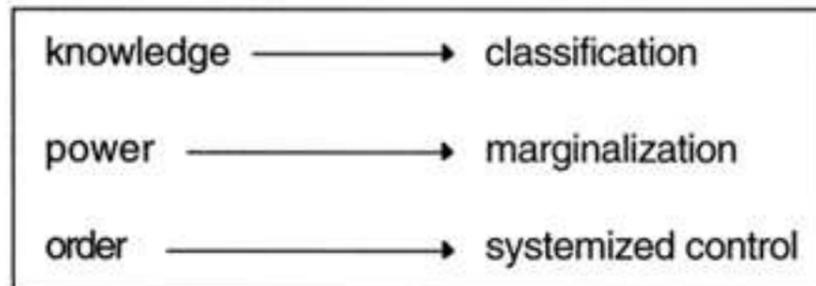 knowledge → classification
power → marginalization
order → systemized control